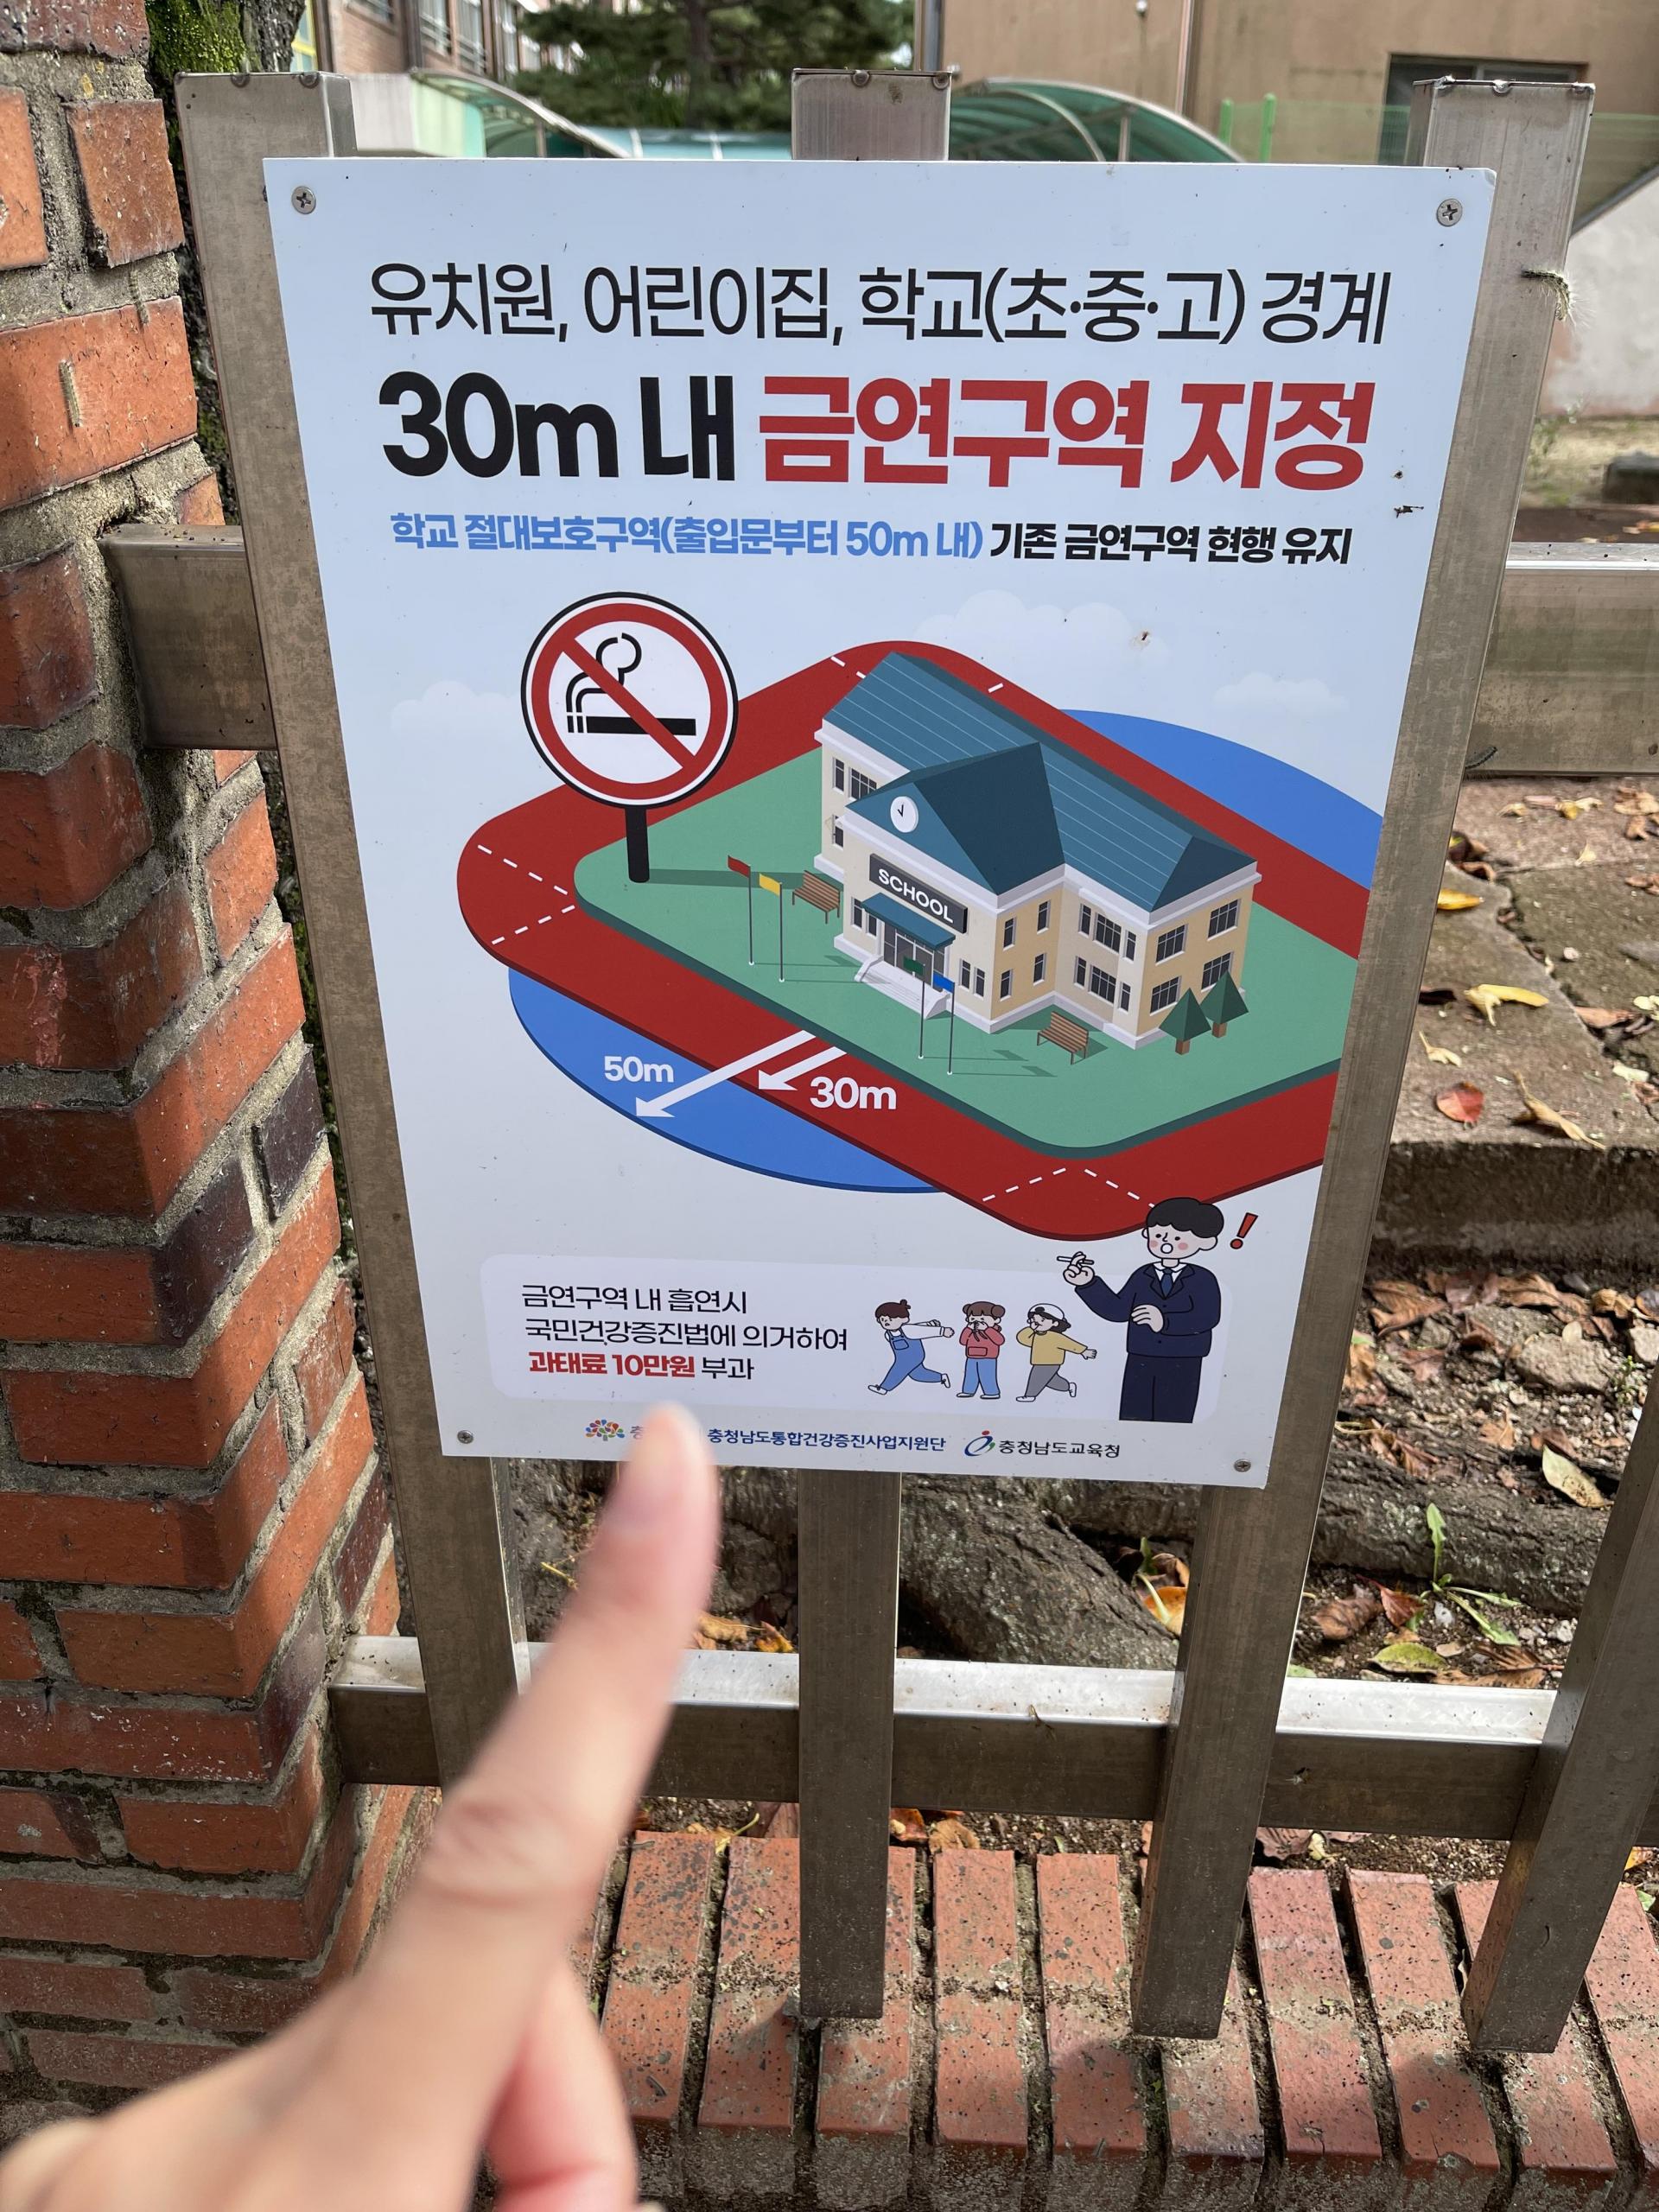 유치원, 어린이집, 학교(초·중·고) 경계
30m 내 금연구역 지정
학교 절대보호구역(출입문부터 50m 내) 기존 금연구역 현행 유지
SCHOOL
50m
30m
금연구역 내 흡연시
국민건강증진법에 의거하여
과태료 10만원 부과
충청남도통합건강증진사업지원단 충청남도교육청